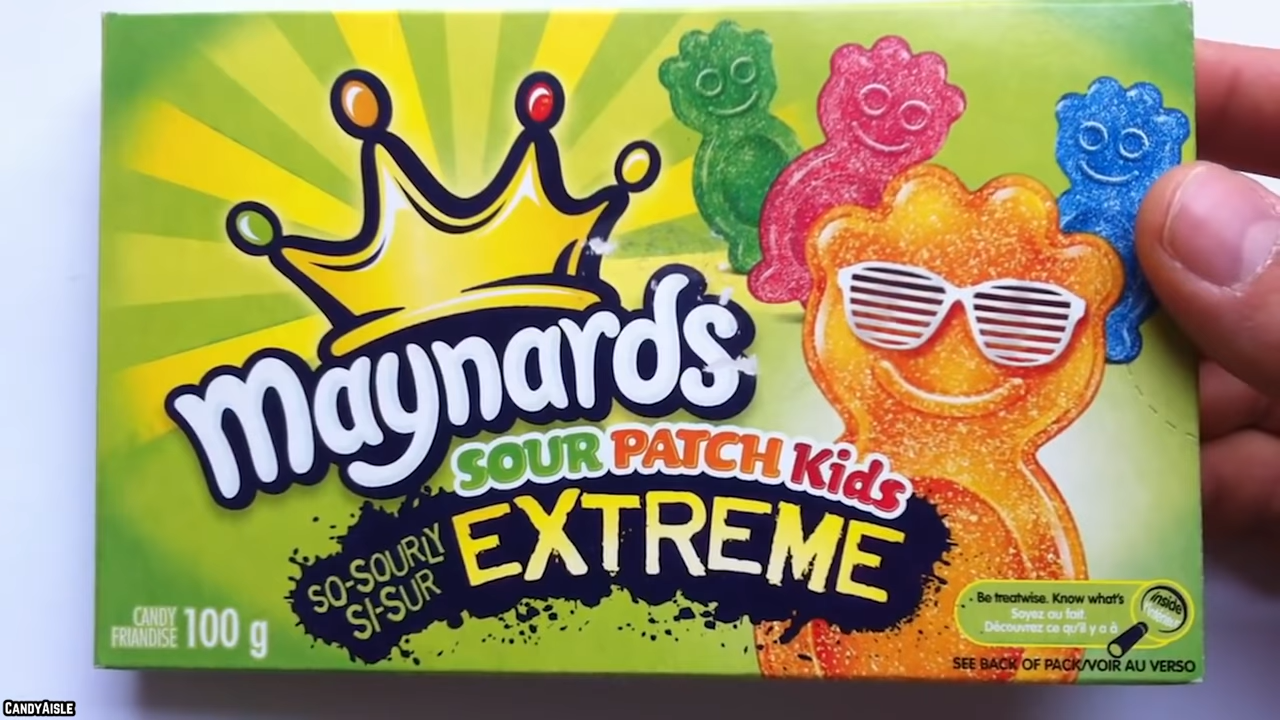 maynards
SOUR PATCH Kids
EXTREME
SO-SOURLY
SI-SUR
CANDY
FRIANDISE
100 g
Be treatwise. Know what's
inside
Soyez au fait.
Découvrez ce qu'il y a à
SEE BACK OF PACK/VOIR AU VERSO
CANDYAISLE